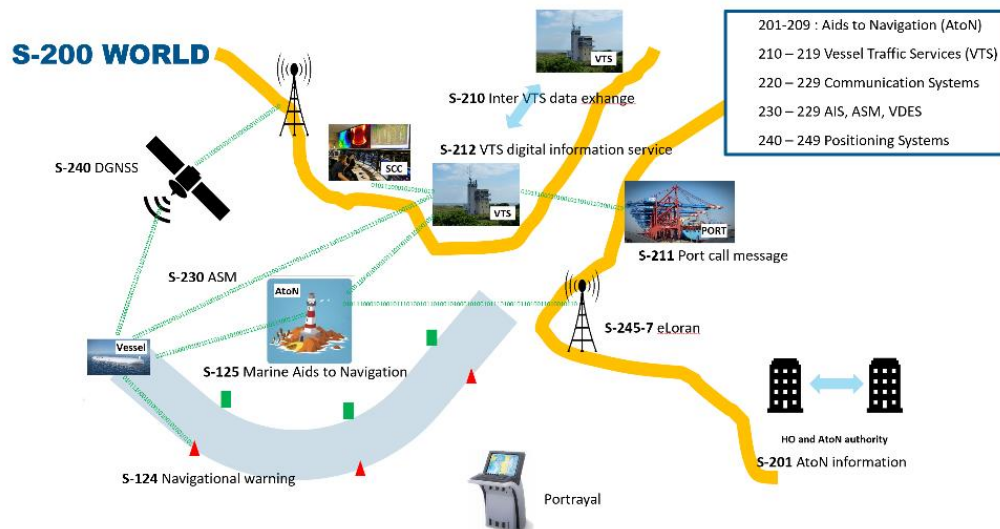 S-200 WORLD
201-209 : Aids to Navigation (AtoN)
210 – 219 Vessel Traffic Services (VTS)
220 – 229 Communication Systems
230 – 229 AIS, ASM, VDES
240 – 249 Positioning Systems
VTS
S-210 Inter VTS data exhange
S-212 VTS digital information service
S-240 DGNSS
SCC
VTS
PORT
S-211 Port call message
S-230 ASM
AtoN
S-245-7 eLoran
Vessel
S-125 Marine Aids to Navigation
HO and AtoN authority
S-201 AtoN information
S-124 Navigational warning
Portrayal